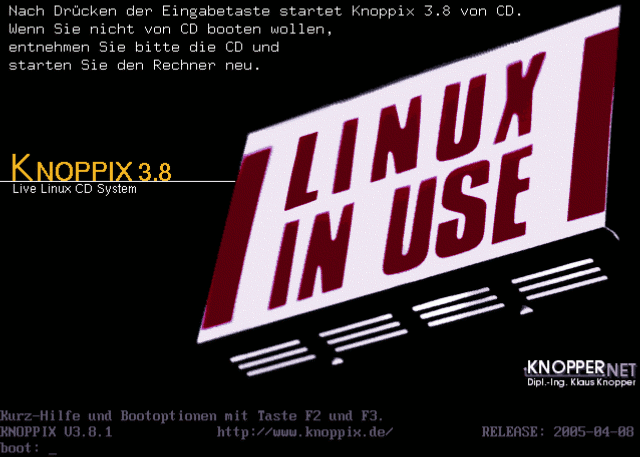 Nach Drücken der Eingabetaste startet Knoppix 3.8 von CD.
Wenn Sie nicht von CD booten wollen,
entnehmen Sie bitte die CD und
starten Sie den Rechner neu.
LINUX
IN USE
KNOPPIX 3.8
Live Linux CD System
KNOPPER.NET
Dipl.-Ing. Klaus Knopper
Kurz-Hilfe und Bootoptionen mit Taste F2 und F3.
KNOPPIX V3.8.1 http://www.knoppix.de/ RELEASE: 2005-04-08
boot: _